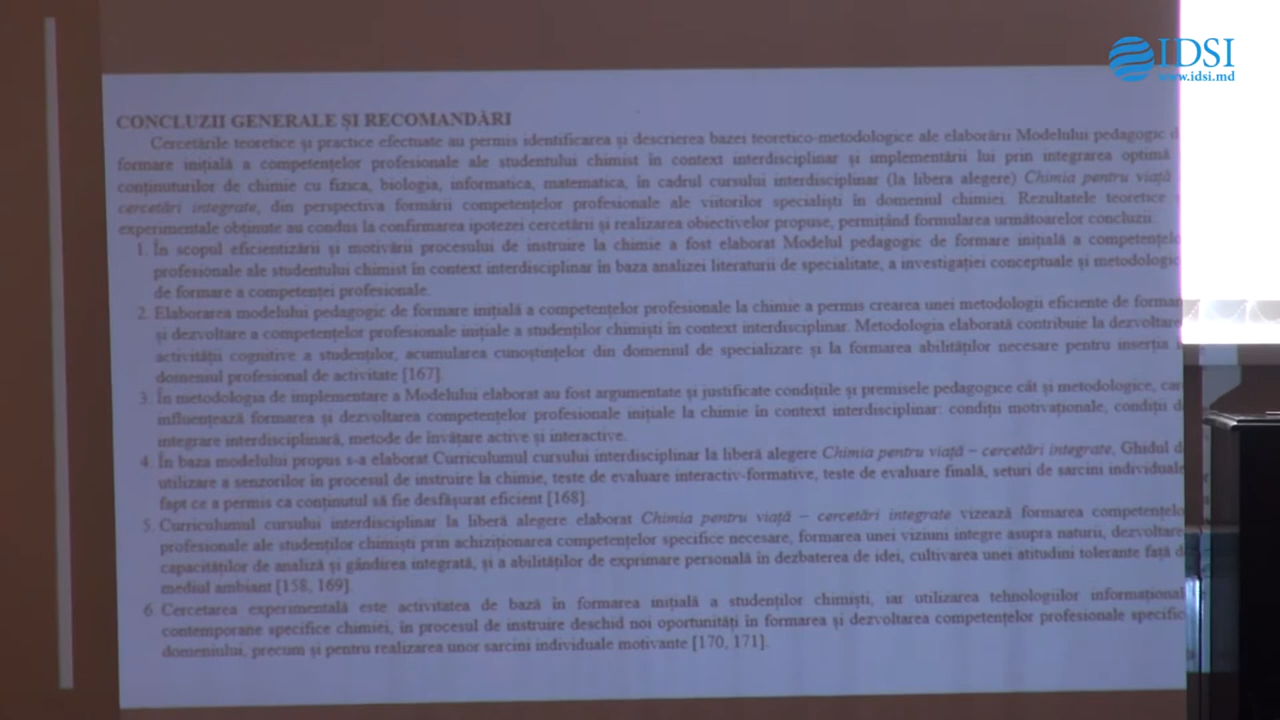 IDSI
www.idsi.md
CONCLUZII GENERALE ȘI RECOMANDĂRI
Cercetările teoretice și practice efectuate au permis identificarea și descrierea bazei teoretico-metodologice ale elaborării Modelului pedagogic d
formare inițială a competențelor profesionale ale studentului chimist în context interdisciplinar și implementării lui prin integrarea optimă
conținuturilor de chimie cu fizica, biologia, informatica, matematica, în cadrul cursului interdisciplinar (la libera alegere) Chimia pentru viață
cercetări integrate, din perspectiva formării competențelor profesionale ale viitorilor specialiști în domeniul chimiei. Rezultatele teoretice
experimentale obținute au condus la confirmarea ipotezei cercetării și realizarea obiectivelor propuse, permițând formularea următoarelor concluzii:
1. În scopul eficientizării și motivării procesului de instruire la chimie a fost elaborat Modelul pedagogic de formare inițială a competențelo
profesionale ale studentului chimist în context interdisciplinar în baza analizei literaturii de specialitate, a investigației conceptuale și metodologic
de formare a competenței profesionale.
2. Elaborarea modelului pedagogic de formare inițială a competențelor profesionale la chimie a permis crearea unei metodologii eficiente de forma
și dezvoltare a competențelor profesionale inițiale a studenților chimiști în context interdisciplinar. Metodologia elaborată contribuie la dezvoltare
activității cognitive a studenților, acumularea cunoștințelor din domeniul de specializare și la formarea abilităților necesare pentru inserția
domeniul profesional de activitate [167].
3. În metodologia de implementare a Modelului elaborat au fost argumentate și justificate condițiile și premisele pedagogice cât și metodologice, car
influențează formarea și dezvoltarea competențelor profesionale inițiale la chimie în context interdisciplinar: condiții motivaționale, condiții d
integrare interdisciplinară, metode de învățare active și interactive.
4. În baza modelului propus s-a elaborat Curriculumul cursului interdisciplinar la liberă alegere Chimia pentru viață – cercetări integrate, Ghidul d
utilizare a senzorilor în procesul de instruire la chimie, teste de evaluare interactiv-formative, teste de evaluare finală, seturi de sarcini individuale
fapt ce a permis ca conținutul să fie desfășurat eficient [168].
5. Curriculumul cursului interdisciplinar la liberă alegere elaborat Chimia pentru viață – cercetări integrate vizează formarea competențelo
profesionale ale studenților chimiști prin achiziționarea competențelor specifice necesare, formarea unei viziuni integre asupra naturii, dezvoltare
capacităților de analiză și gândirea integrată, și a abilităților de exprimare personală în dezbaterea de idei, cultivarea unei atitudini tolerante față d
mediul ambiant [158, 169].
6. Cercetarea experimentală este activitatea de bază în formarea inițială a studenților chimiști, iar utilizarea tehnologiilor informațional
contemporane specifice chimiei, în procesul de instruire deschid noi oportunități în formarea și dezvoltarea competențelor profesionale specific
domeniului, precum și pentru realizarea unor sarcini individuale motivante [170, 171].